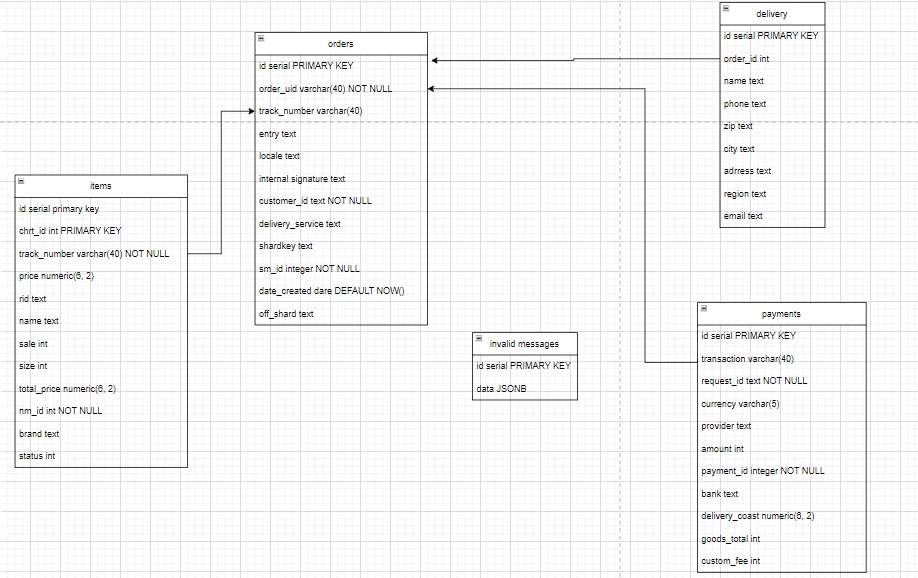 orders
id serial PRIMARY KEY
order_uid varchar(40) NOT NULL
track_number varchar(40)
entry text
locale text
internal signature text
customer_id text NOT NULL
delivery_service text
shardkey text
sm_id integer NOT NULL
date_created dare DEFAULT NOW()
off_shard text
delivery
id serial PRIMARY KEY
order_id int
name text
phone text
zip text
city text
adrress text
region text
email text
items
id serial primary key
chrt_id int PRIMARY KEY
track_number varchar(40) NOT NULL
price numeric(6, 2)
rid text
name text
sale int
size int
total_price numeric(6, 2)
nm_id int NOT NULL
brand text
status int
invalid messages
id serial PRIMARY KEY
data JSONB
payments
id serial PRIMARY KEY
transaction varchar(40)
request_id text NOT NULL
currency varchar(5)
provider text
amount int
payment_id integer NOT NULL
bank text
delivery_coast numeric(6, 2)
goods_total int
custom_fee int